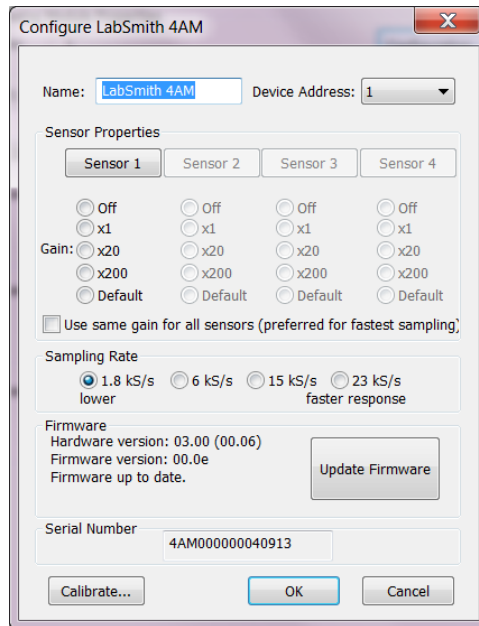 Configure LabSmith 4AM
Name: LabSmith 4AM Device Address: 1
Sensor Properties
Sensor 1 Sensor 2 Sensor 3 Sensor 4
Off Off Off Off
x1 x1 x1 x1
Gain: x20 x20 x20 x20
x200 x200 x200 x200
Default Default Default Default
Use same gain for all sensors (preferred for fastest sampling)
Sampling Rate
1.8 kS/s 6 kS/s 15 kS/s 23 kS/s
lower faster response
Firmware
Hardware version: 03.00 (00.06)
Firmware version: 00.0e
Firmware up to date.
Update Firmware
Serial Number
4AM000000040913
Calibrate... OK Cancel